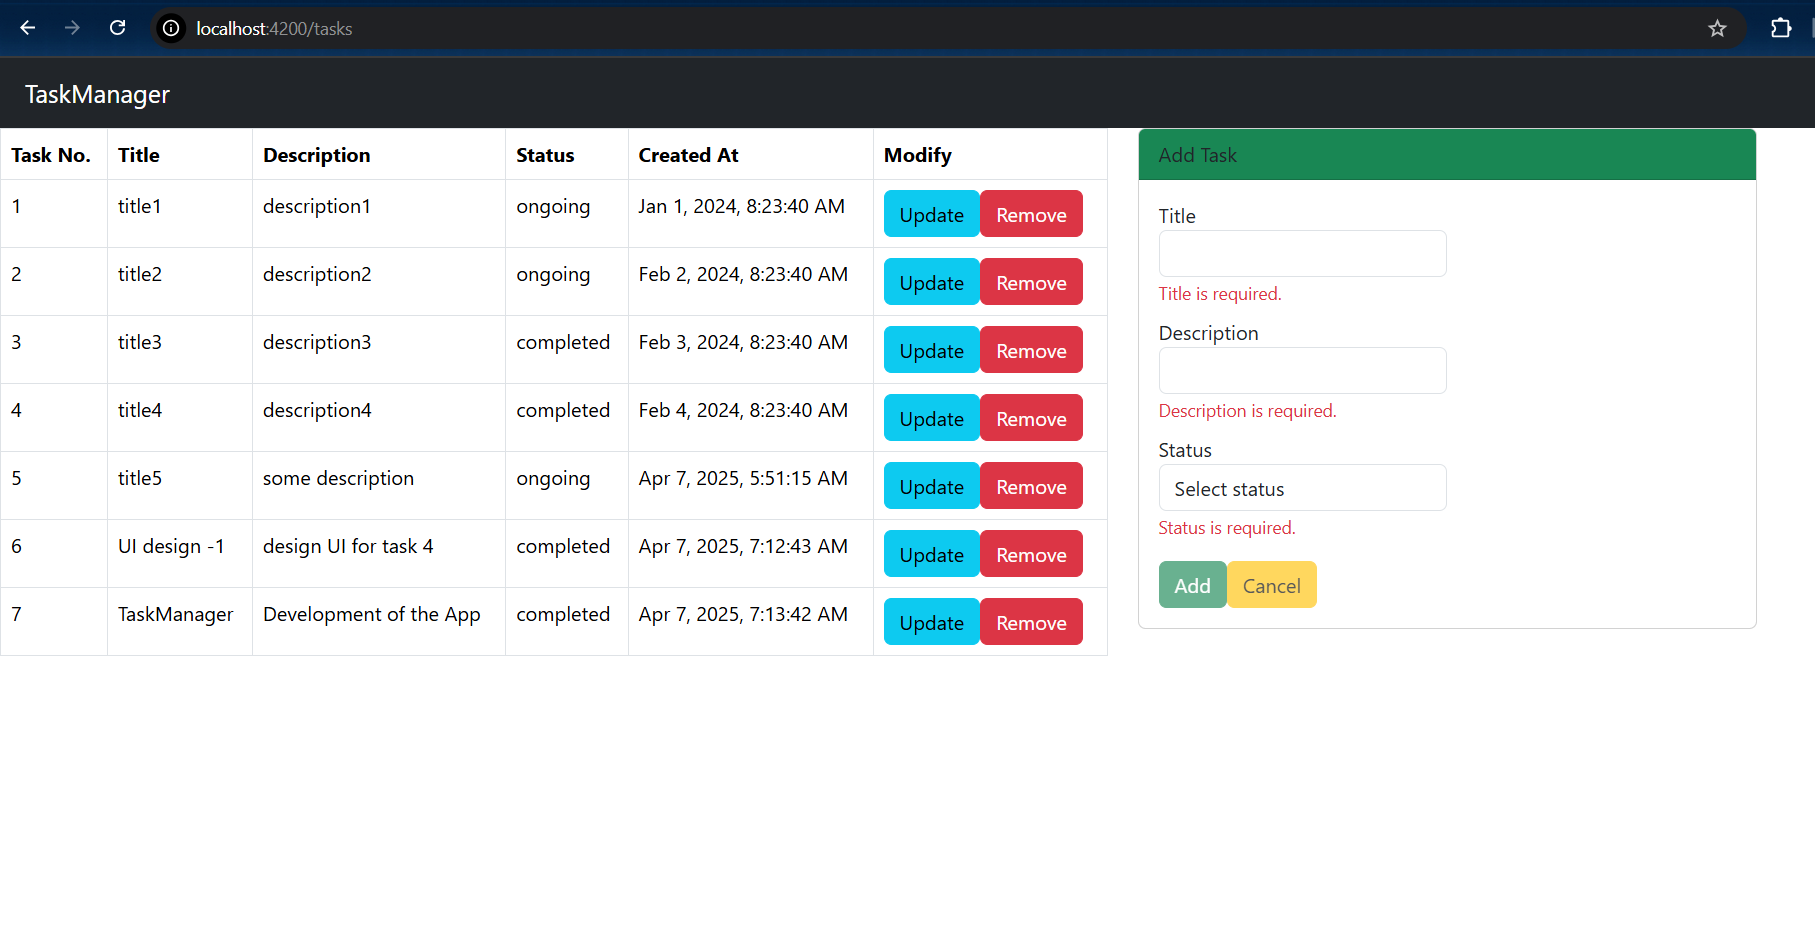 localhost:4200/tasks
TaskManager
Task No. Title Description Status Created At Modify
1 title1 description1 ongoing Jan 1, 2024, 8:23:40 AM Update Remove
2 title2 description2 ongoing Feb 2, 2024, 8:23:40 AM Update Remove
3 title3 description3 completed Feb 3, 2024, 8:23:40 AM Update Remove
4 title4 description4 completed Feb 4, 2024, 8:23:40 AM Update Remove
5 title5 some description ongoing Apr 7, 2025, 5:51:15 AM Update Remove
6 UI design -1 design UI for task 4 completed Apr 7, 2025, 7:12:43 AM Update Remove
7 TaskManager Development of the App completed Apr 7, 2025, 7:13:42 AM Update Remove
Add Task
Title
Title is required.
Description
Description is required.
Status
Select status
Status is required.
Add Cancel